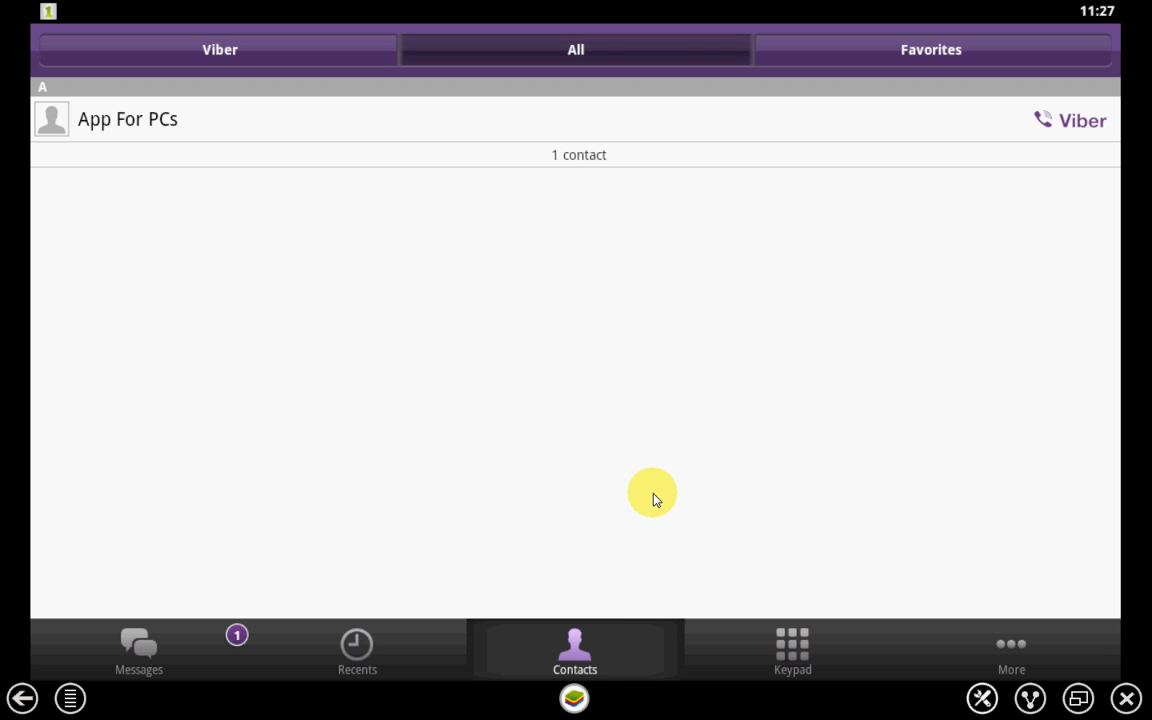 1
11:27
Viber
All
Favorites
A
App For PCs
Viber
1 contact
1
Messages
Recents
Contacts
Keypad
More